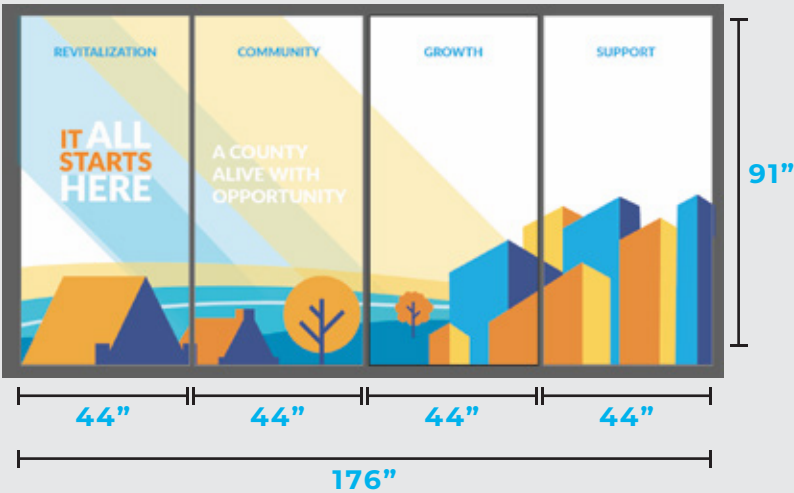 REVITALIZATION
COMMUNITY
GROWTH
SUPPORT
IT ALL
STARTS
HERE
A COUNTY
ALIVE WITH
OPPORTUNITY
91”
44”
44”
44”
44”
176”